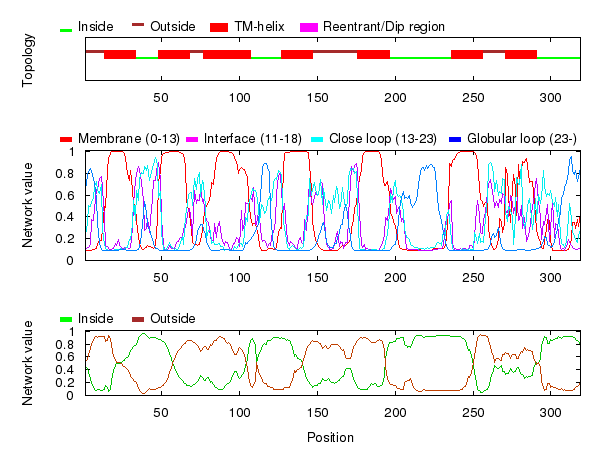 Inside Outside TM-helix Reentrant/Dip region
Topology
50 100 150 200 250 300
Membrane (0-13) Interface (11-18) Close loop (13-23) Globular loop (23-)
Network value
1
0.8
0.6
0.4
0.2
0
50 100 150 200 250 300
Inside Outside
Network value
1
0.8
0.6
0.4
0.2
0
50 100 150 200 250 300
Position